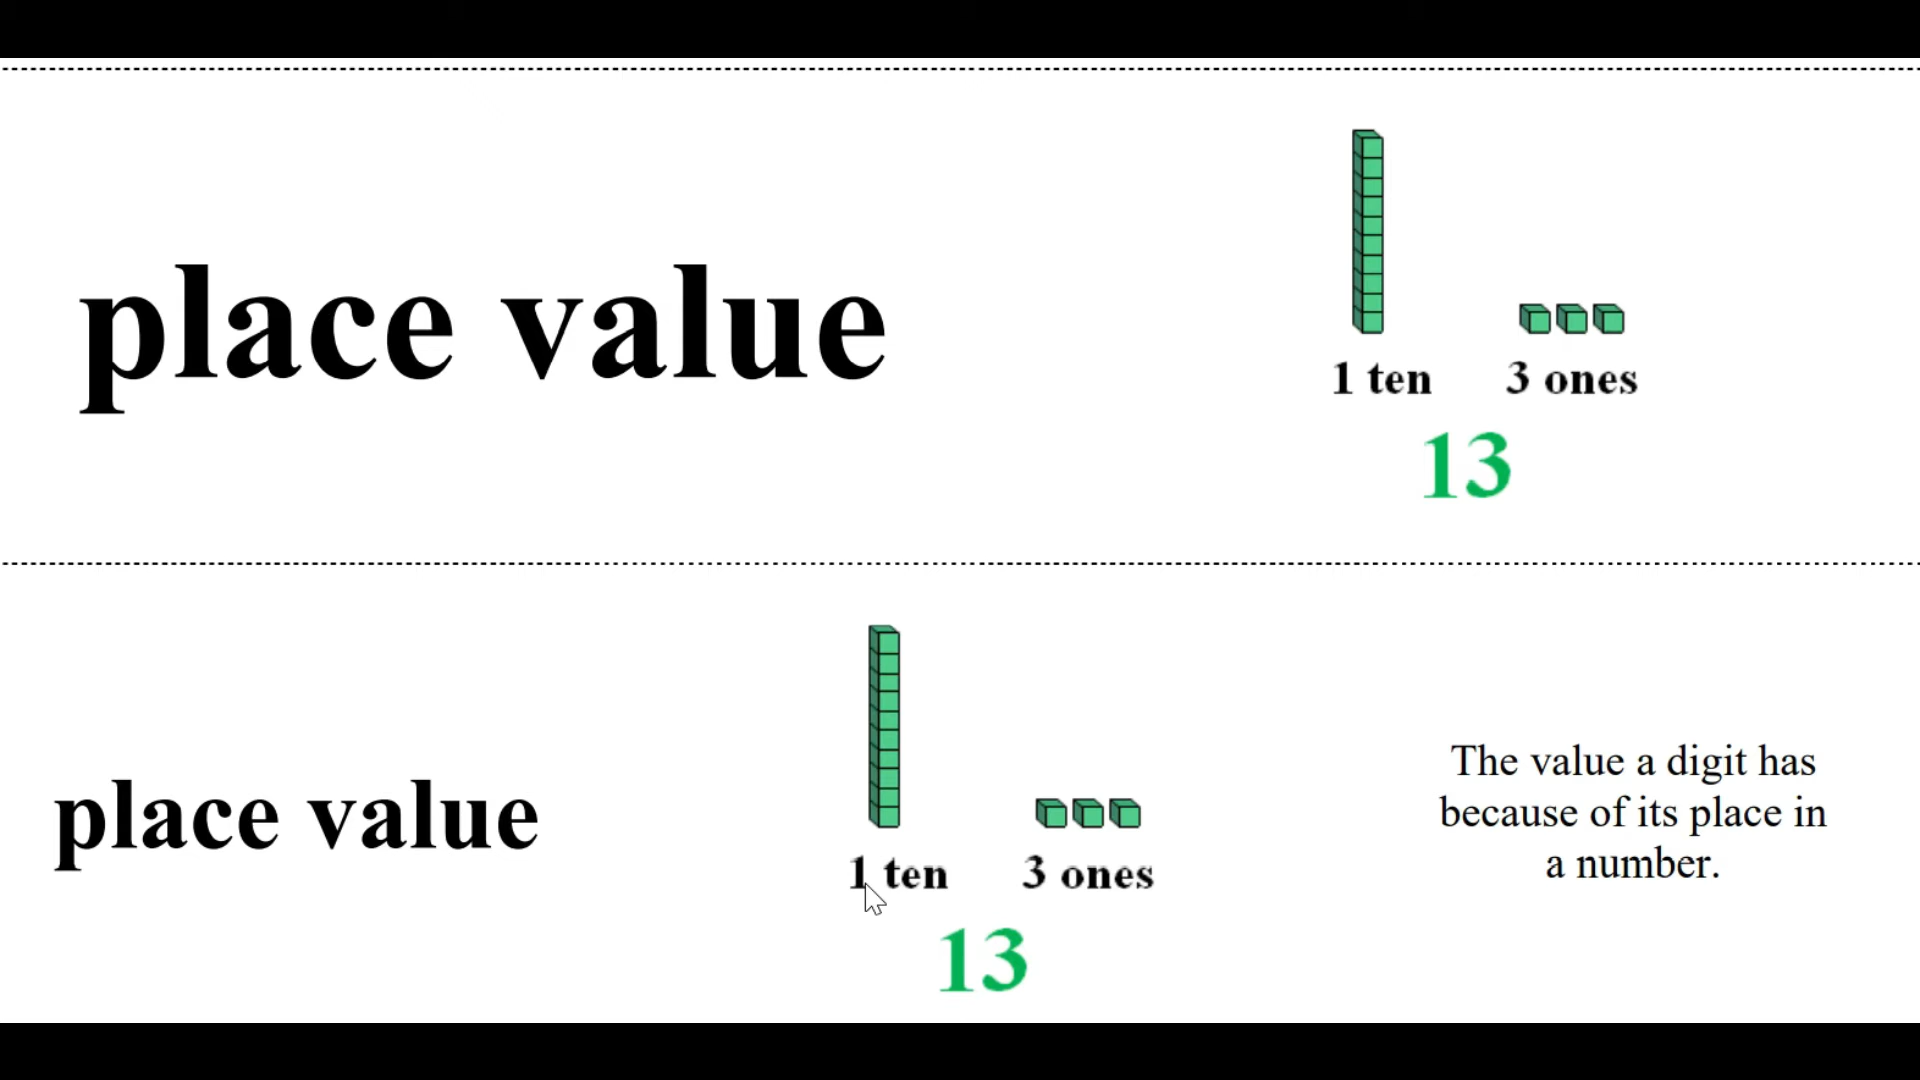 place value
1 ten 3 ones
13
place value
1 ten 3 ones
13
The value a digit has
because of its place in
a number.